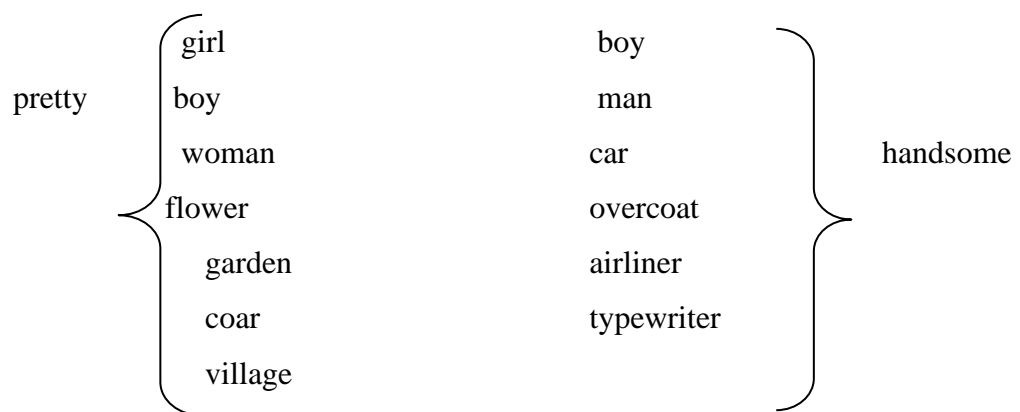 girl boy
pretty boy man
woman car handsome
flower overcoat
garden airliner
coar typewriter
village